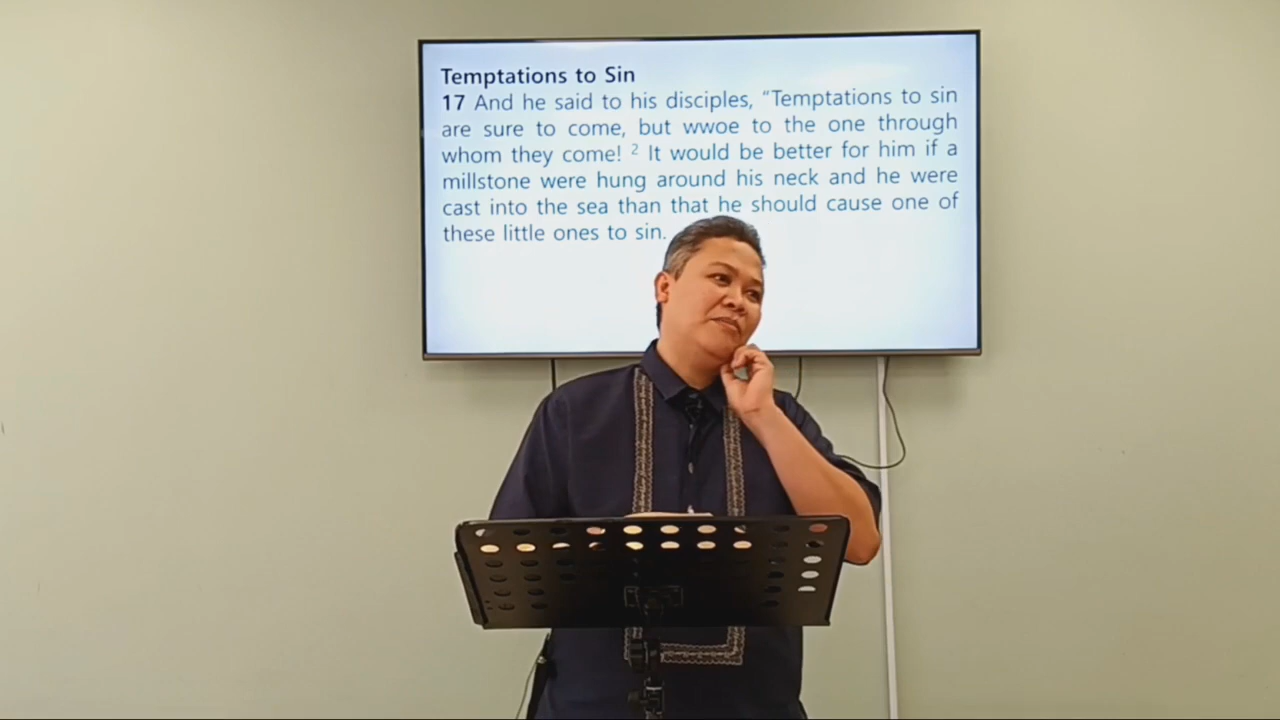 Temptations to Sin
17 And he said to his disciples, “Temptations to sin
are sure to come, but wwoe to the one through
whom they come! ² It would be better for him if a
millstone were hung around his neck and he were
cast into the sea than that he should cause one of
these little ones to sin.